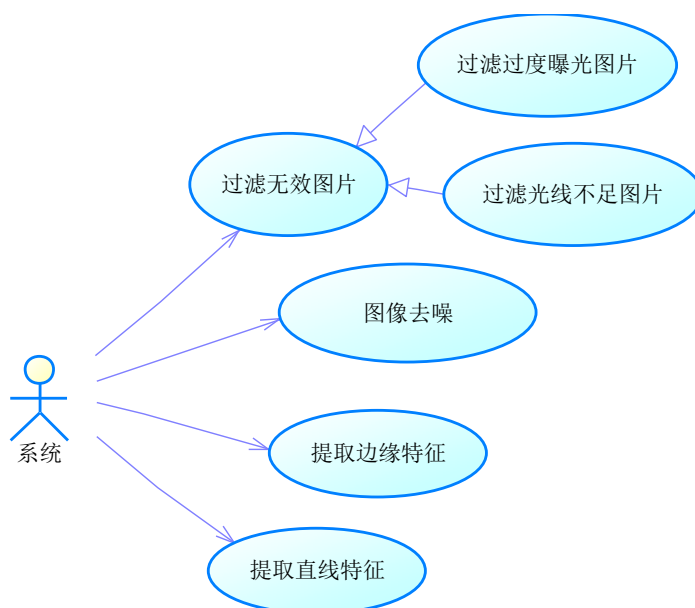 过滤过度曝光图片
过滤无效图片
过滤光线不足图片
图像去噪
系统
提取边缘特征
提取直线特征